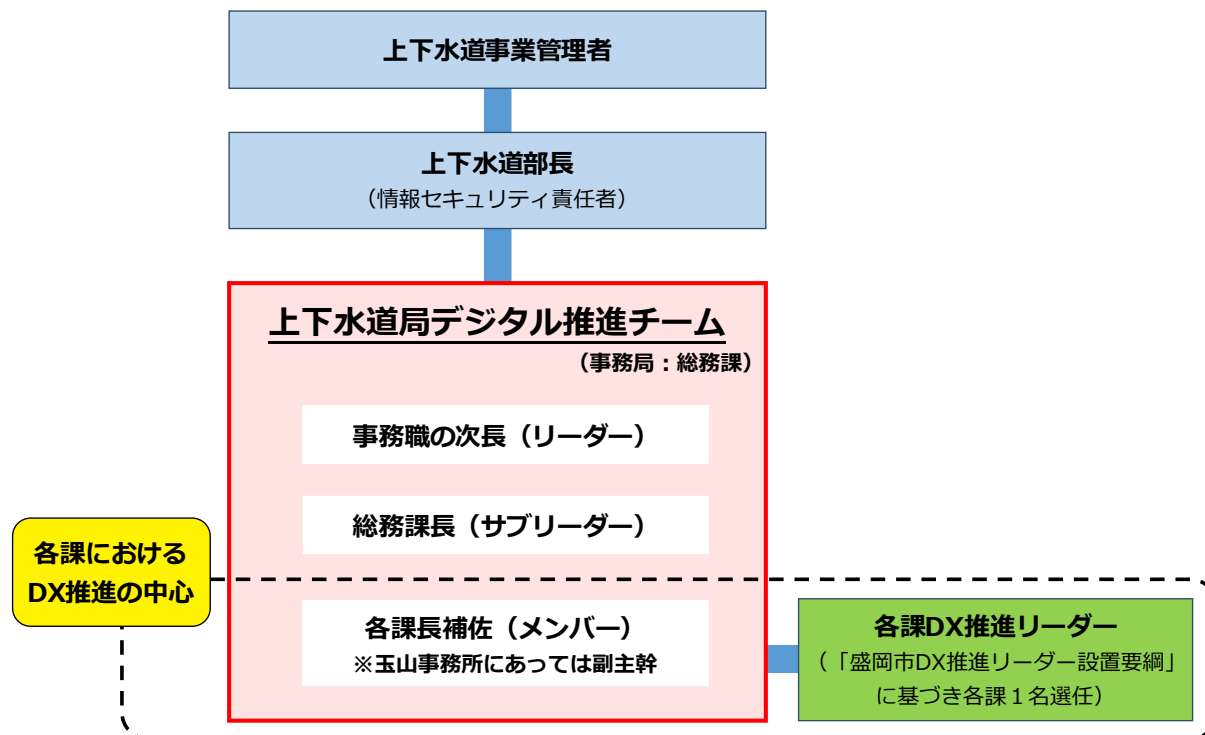 上下水道事業管理者
上下水道部長
（情報セキュリティ責任者）
上下水道局デジタル推進チーム
（事務局：総務課）
事務職の次長（リーダー）
総務課長（サブリーダー）
各課における
DX推進の中心
各課長補佐（メンバー）
※玉山事務所にあっては副主幹
各課DX推進リーダー
（「盛岡市DX推進リーダー設置要綱」
に基づき各課１名選任）